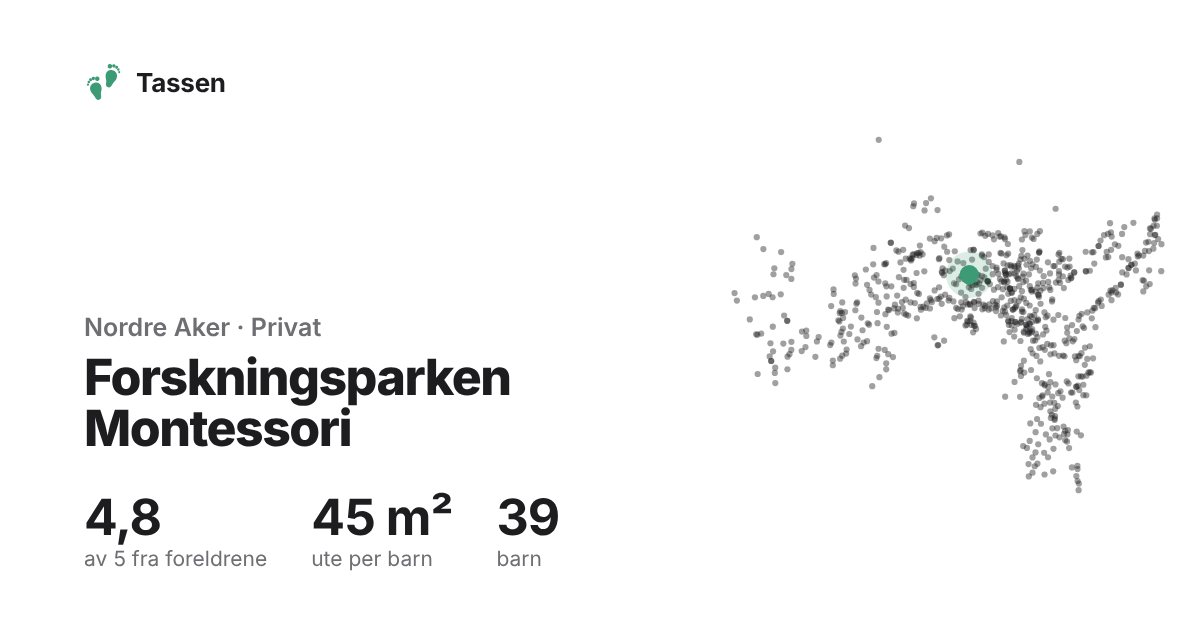 Tassen
Nordre Aker · Privat
Forskningsparken
Montessori
4,8
av 5 fra foreldrene
45 m²
ute per barn
39
barn